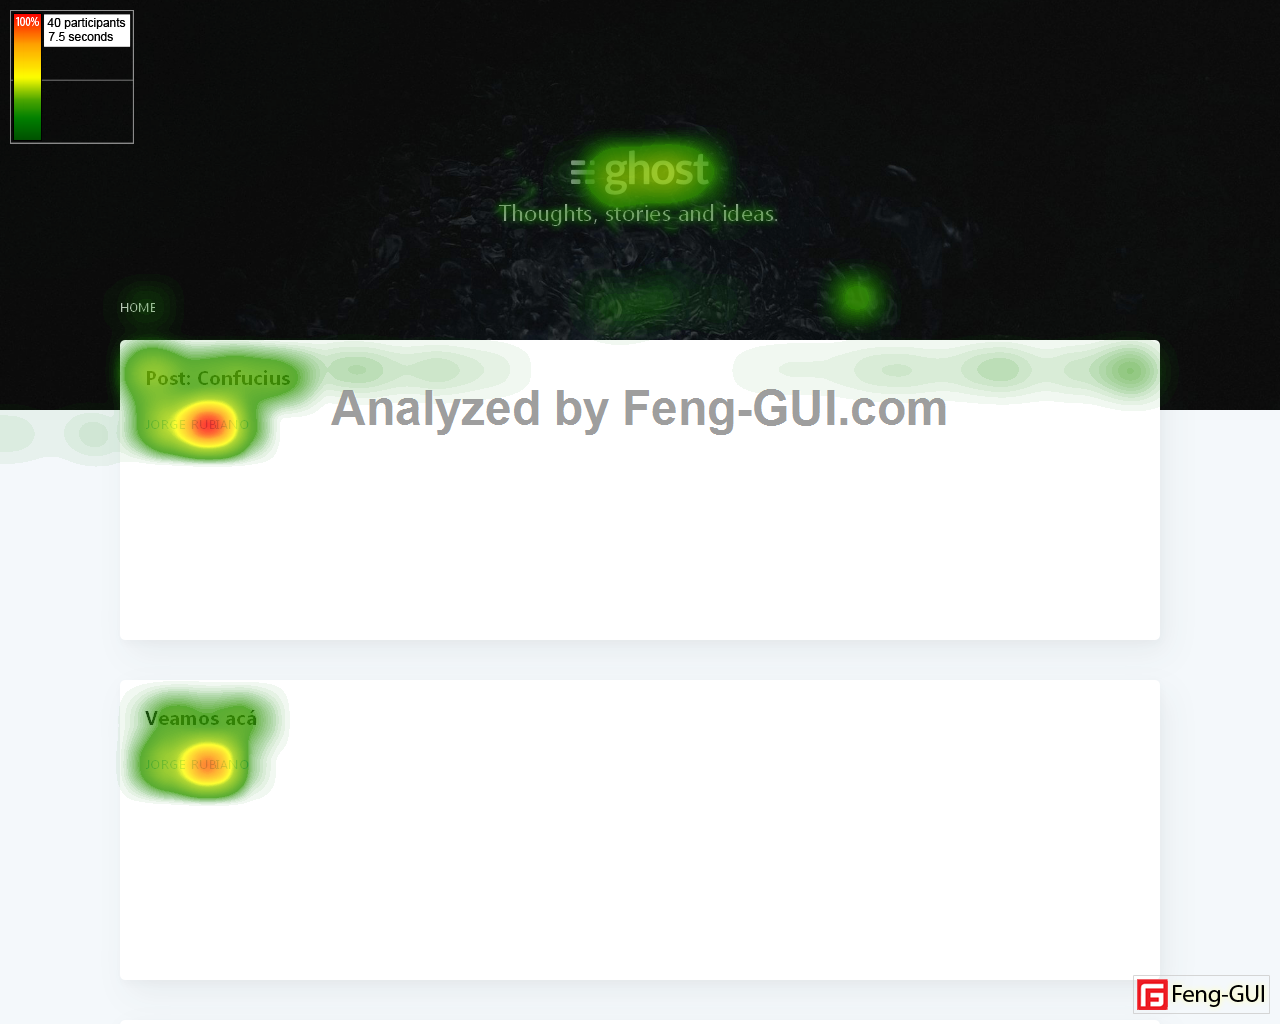 100%
40 participants
7.5 seconds
ghost
Thoughts, stories and ideas.
HOME
Post: Confucius
Analyzed by Feng-GUI.com
JORGE RUBIANO
Veamos acá
JORGE RUBIANO
Feng-GUI